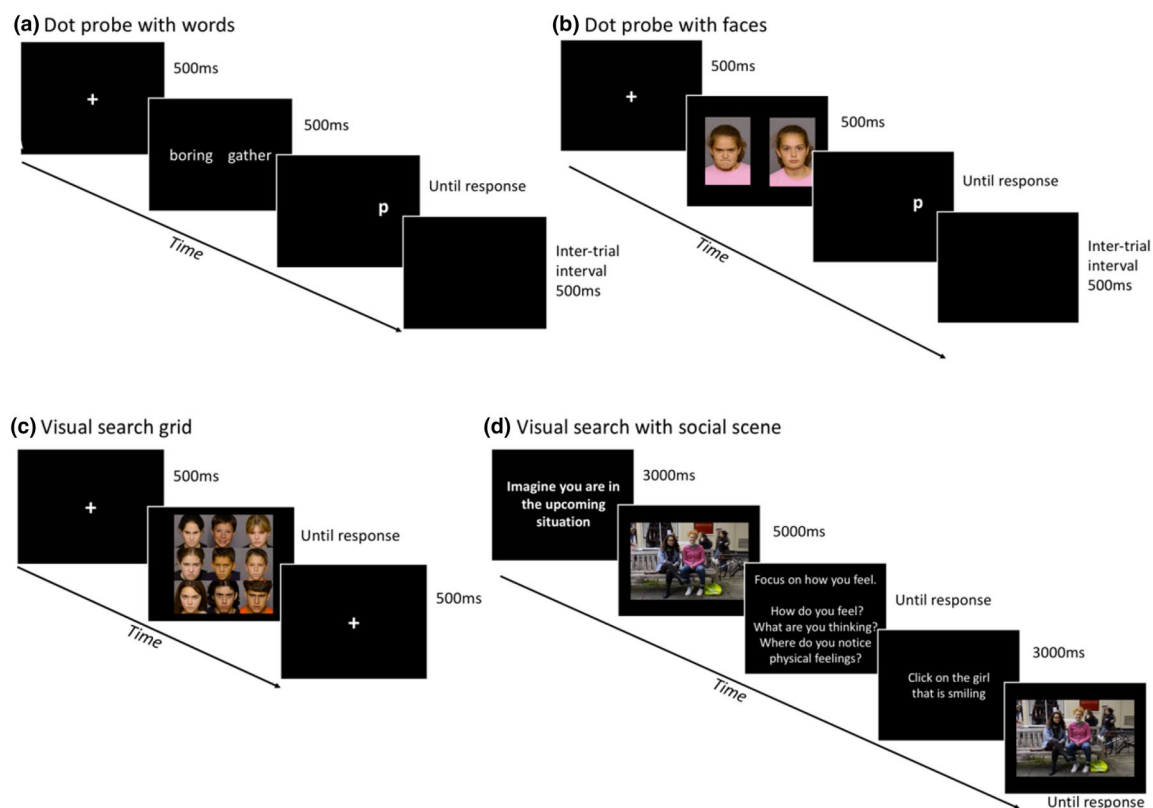 (a) Dot probe with words
+
500ms
boring gather
500ms
p
Until response
Inter-trial
interval
500ms
Time
(b) Dot probe with faces
+
500ms
500ms
p
Until response
Inter-trial
interval
500ms
Time
(c) Visual search grid
+
500ms
Until response
+
500ms
Time
(d) Visual search with social scene
Imagine you are in
the upcoming
situation
3000ms
5000ms
Focus on how you feel.
How do you feel?
What are you thinking?
Where do you notice
physical feelings?
Until response
Click on the girl
that is smiling
3000ms
Time
Until response